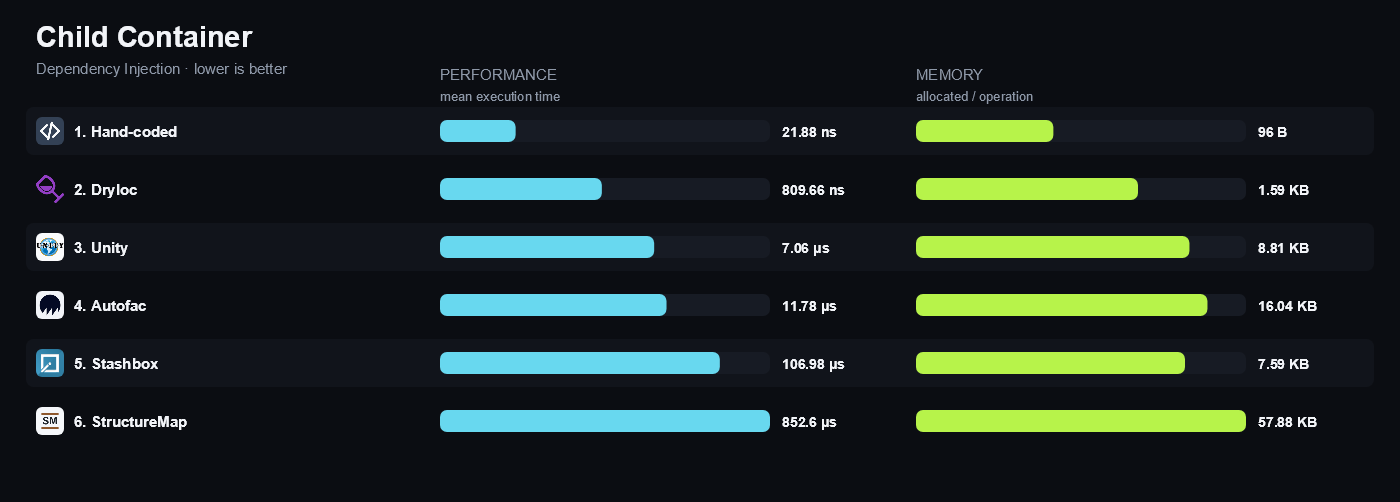 Child Container
Dependency Injection · lower is better
PERFORMANCE
mean execution time
MEMORY
allocated / operation
1. Hand-coded 21.88 ns 96 B
2. DryIoc 809.66 ns 1.59 KB
UNITY 3. Unity 7.06 µs 8.81 KB
4. Autofac 11.78 µs 16.04 KB
5. Stashbox 106.98 µs 7.59 KB
SM 6. StructureMap 852.6 µs 57.88 KB